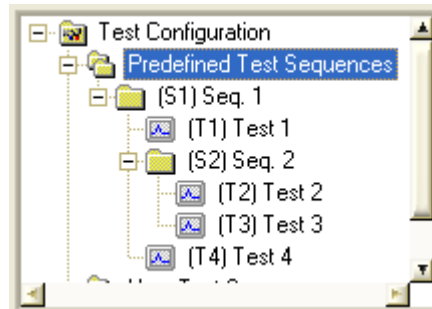 Test Configuration
Predefined Test Sequences
(S1) Seq. 1
(T1) Test 1
(S2) Seq. 2
(T2) Test 2
(T3) Test 3
(T4) Test 4